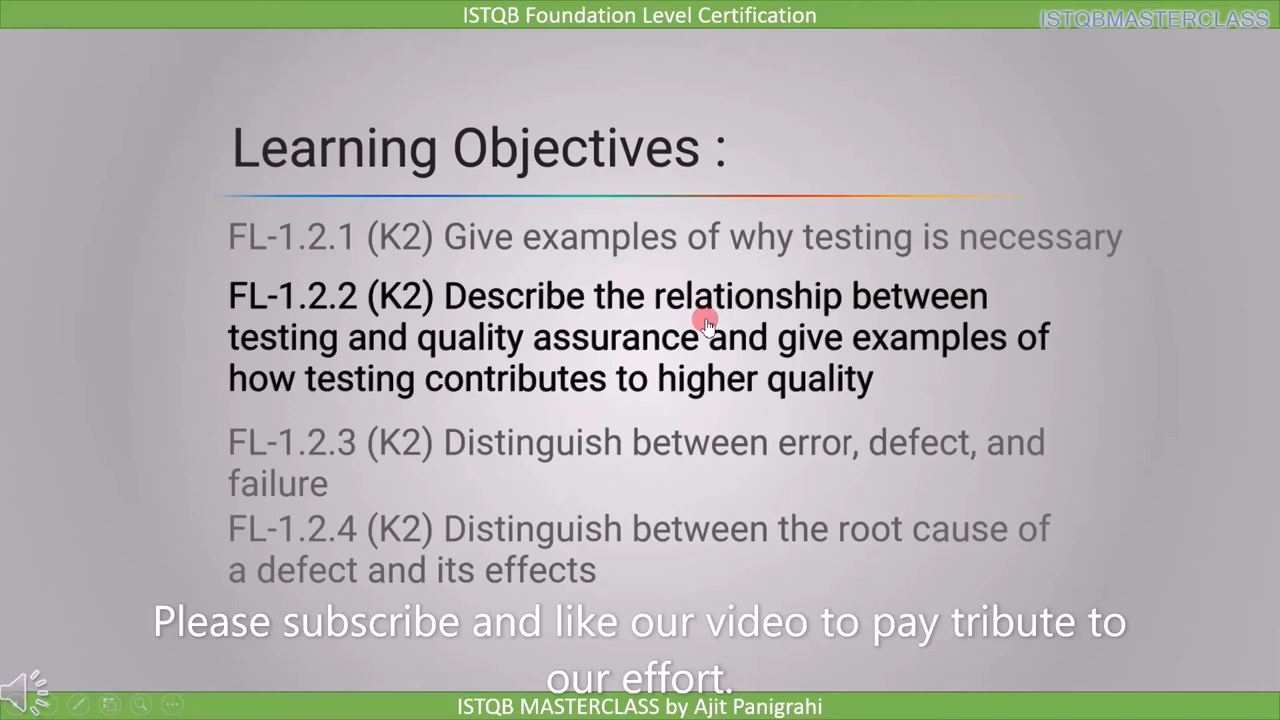 ISTQB Foundation Level Certification
ISTQBMASTERCLASS
Learning Objectives :
FL-1.2.1 (K2) Give examples of why testing is necessary
FL-1.2.2 (K2) Describe the relationship between
testing and quality assurance and give examples of
how testing contributes to higher quality
FL-1.2.3 (K2) Distinguish between error, defect, and
failure
FL-1.2.4 (K2) Distinguish between the root cause of
a defect and its effects
Please subscribe and like our video to pay tribute to
our effort.
ISTQB MASTERCLASS by Ajit Panigrahi